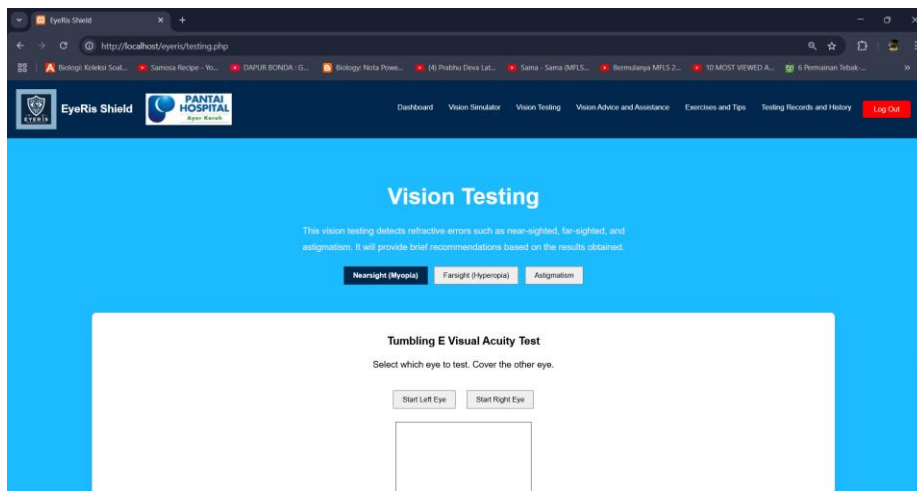 EyeRis Shield
http://localhost/eyeris/testing.php
Biologi: Koleksi Soal... Samosa Recipe - Yo... DAPUR BONDA : G... Biology: Nota Powe... (4) Prabhu Deva Lat... Sama - Sama (MFLS... Bermulanya MFLS 2... 10 MOST VIEWED A... 6 Permainan Tebak-...
EYERIS EyeRis Shield PANTAI HOSPITAL Ayer Keroh Dashboard Vision Simulator Vision Testing Vision Advice and Assistance Exercises and Tips Testing Records and History Log Out
Vision Testing
This vision testing detects refractive errors such as near-sighted, far-sighted, and
astigmatism. It will provide brief recommendations based on the results obtained.
Nearsight (Myopia) Farsight (Hyperopia) Astigmatism
Tumbling E Visual Acuity Test
Select which eye to test. Cover the other eye.
Start Left Eye Start Right Eye